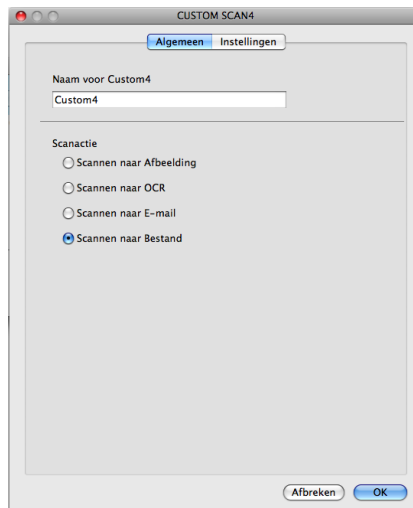 CUSTOM SCAN4
Algemeen Instellingen
Naam voor Custom4
Custom4
Scanactie
Scannen naar Afbeelding
Scannen naar OCR
Scannen naar E-mail
Scannen naar Bestand
Afbreken OK